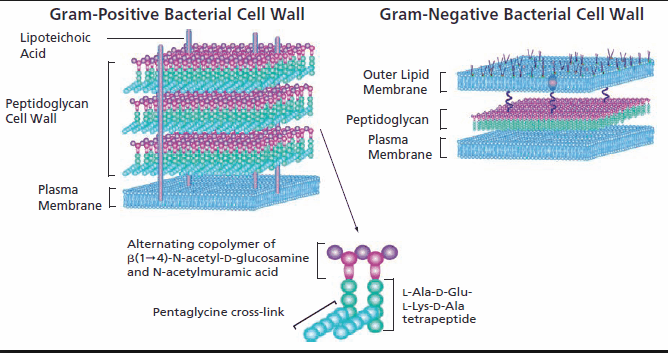 Gram-Positive Bacterial Cell Wall
Lipoteichoic
Acid
Peptidoglycan
Cell Wall
Plasma
Membrane
Gram-Negative Bacterial Cell Wall
Outer Lipid
Membrane
Peptidoglycan
Plasma
Membrane
Alternating copolymer of
β(1→4)-N-acetyl-D-glucosamine
and N-acetylmuramic acid
Pentaglycine cross-link
L-Ala-D-Glu-
L-Lys-D-Ala
tetrapeptide